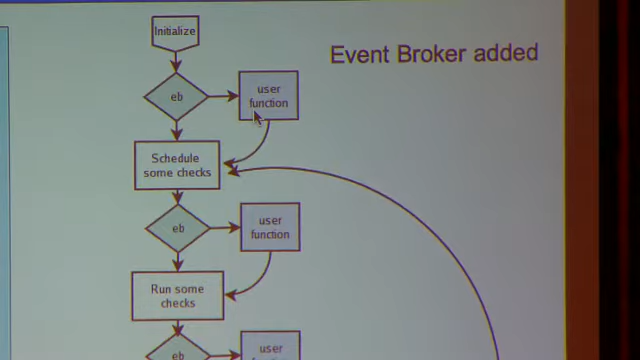 Initialize
Event Broker added
eb
user
function
Schedule
some checks
eb
user
function
Run some
checks
eb
user